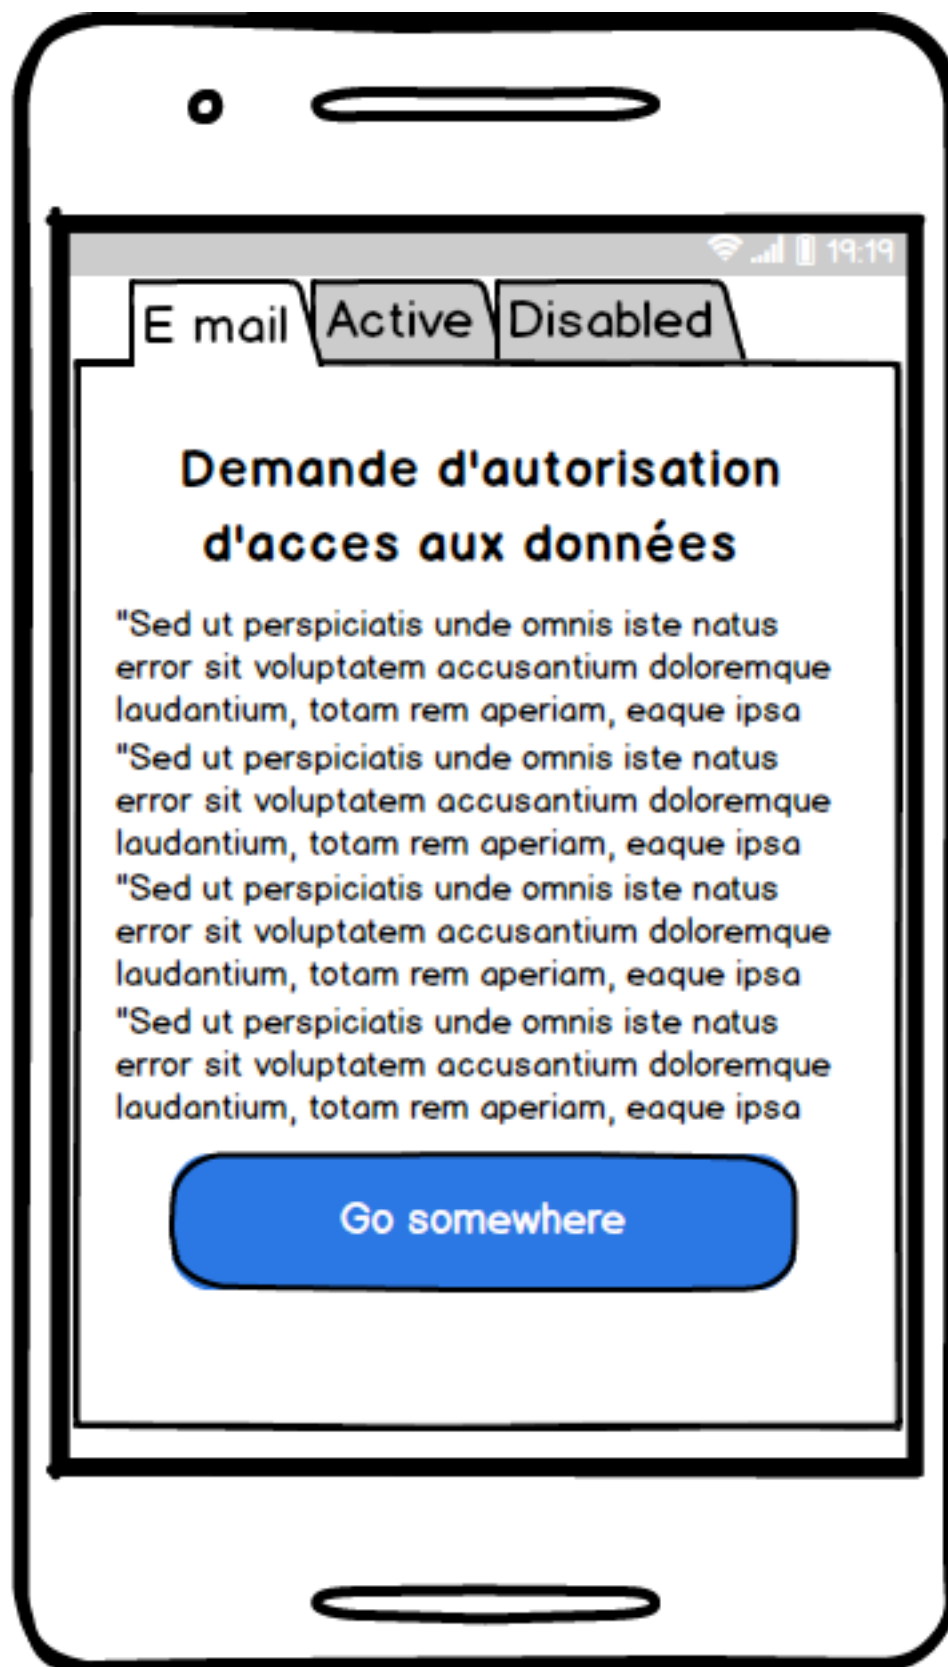 19:19
E mail Active Disabled
Demande d'autorisation
d'acces aux données
"Sed ut perspiciatis unde omnis iste natus
error sit voluptatem accusantium doloremque
laudantium, totam rem aperiam, eaque ipsa
"Sed ut perspiciatis unde omnis iste natus
error sit voluptatem accusantium doloremque
laudantium, totam rem aperiam, eaque ipsa
"Sed ut perspiciatis unde omnis iste natus
error sit voluptatem accusantium doloremque
laudantium, totam rem aperiam, eaque ipsa
"Sed ut perspiciatis unde omnis iste natus
error sit voluptatem accusantium doloremque
laudantium, totam rem aperiam, eaque ipsa
Go somewhere